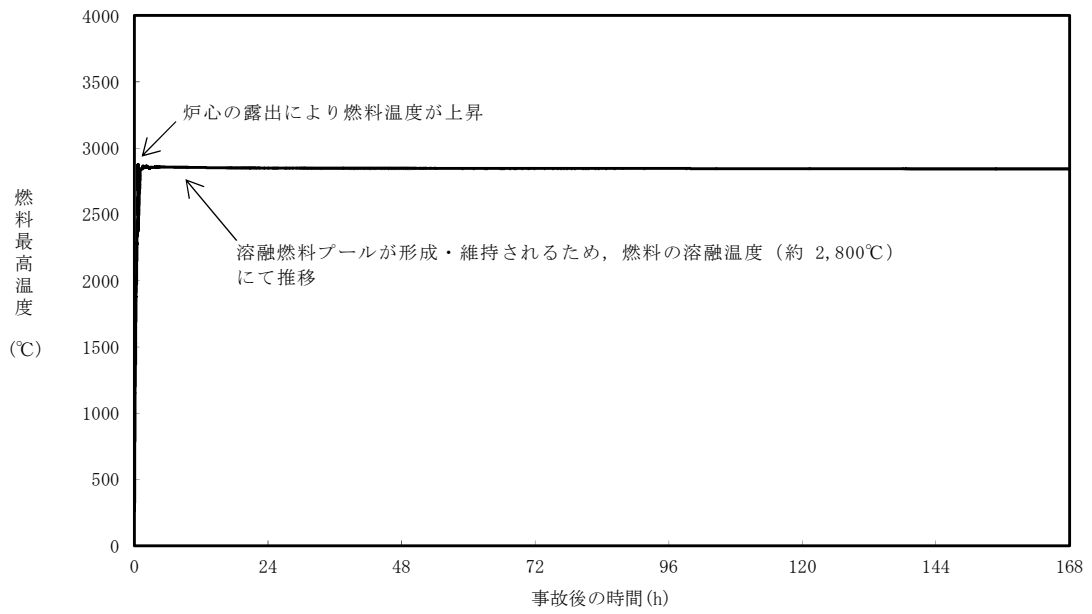 4000
3500
3000
2500
2000
1500
1000
500
0
燃料最高温度
(℃)
炉心の露出により燃料温度が上昇
溶融燃料プールが形成・維持されるため，燃料の溶融温度（約 2,800℃）
にて推移
0 24 48 72 96 120 144 168
事故後の時間(h)